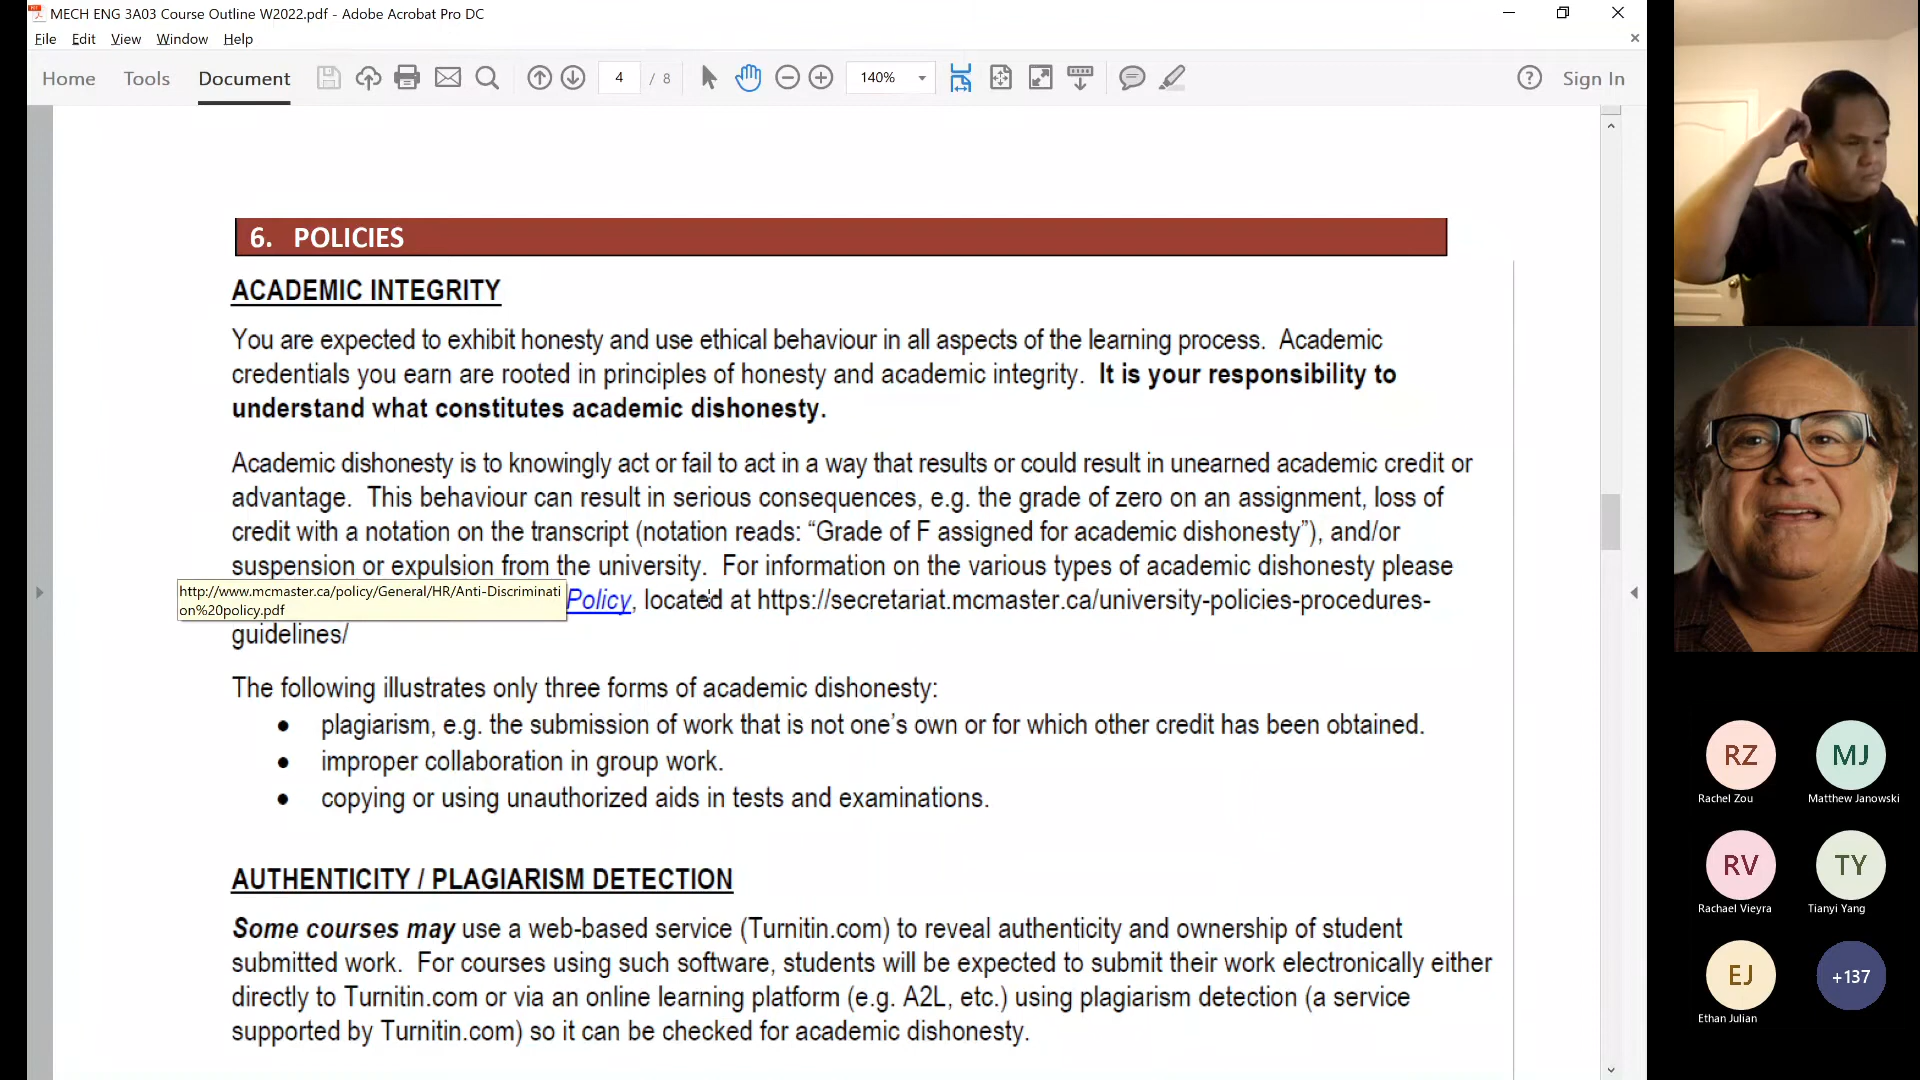 MECH ENG 3A03 Course Outline W2022.pdf - Adobe Acrobat Pro DC
File Edit View Window Help
Home Tools Document 4 / 8 140% Sign In
6. POLICIES
ACADEMIC INTEGRITY
You are expected to exhibit honesty and use ethical behaviour in all aspects of the learning process. Academic
credentials you earn are rooted in principles of honesty and academic integrity. It is your responsibility to
understand what constitutes academic dishonesty.
Academic dishonesty is to knowingly act or fail to act in a way that results or could result in unearned academic credit or
advantage. This behaviour can result in serious consequences, e.g. the grade of zero on an assignment, loss of
credit with a notation on the transcript (notation reads: “Grade of F assigned for academic dishonesty”), and/or
suspension or expulsion from the university. For information on the various types of academic dishonesty please
http://www.mcmaster.ca/policy/General/HR/Anti-Discriminati
on%20policy.pdf
Policy, located at https://secretariat.mcmaster.ca/university-policies-procedures-
guidelines/
The following illustrates only three forms of academic dishonesty:
• plagiarism, e.g. the submission of work that is not one’s own or for which other credit has been obtained.
• improper collaboration in group work.
• copying or using unauthorized aids in tests and examinations.
AUTHENTICITY / PLAGIARISM DETECTION
Some courses may use a web-based service (Turnitin.com) to reveal authenticity and ownership of student
submitted work. For courses using such software, students will be expected to submit their work electronically either
directly to Turnitin.com or via an online learning platform (e.g. A2L, etc.) using plagiarism detection (a service
supported by Turnitin.com) so it can be checked for academic dishonesty.
RZ MJ
Rachel Zou Matthew Janowski
RV TY
Rachael Vieyra Tianyi Yang
EJ +137
Ethan Julian